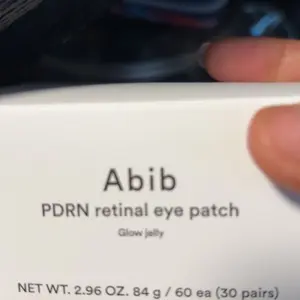 Abib
PDRN retinal eye patch
Glow jelly
NET WT. 2.96 OZ. 84 g / 60 ea (30 pairs)